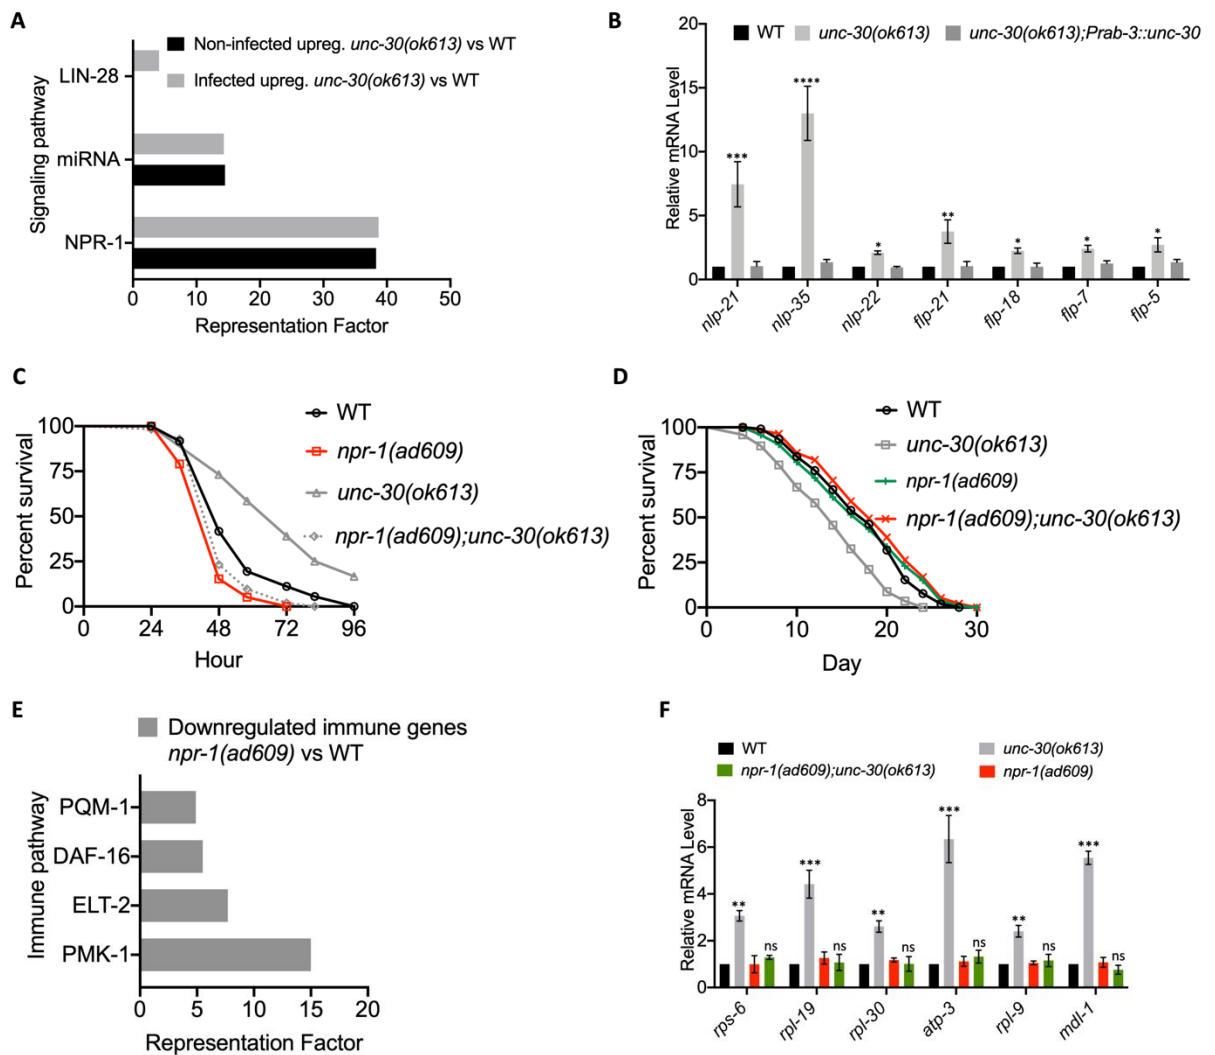 A
Non-infected upreg. unc-30(ok613) vs WT
Infected upreg. unc-30(ok613) vs WT
Signaling pathway
LIN-28
miRNA
NPR-1
0 10 20 30 40 50
Representation Factor
B
WT unc-30(ok613) unc-30(ok613);Prab-3::unc-30
Relative mRNA Level
20
15
10
5
0
*** **** * ** * * *
nlp-21 nlp-35 nlp-22 flp-21 flp-18 flp-7 flp-5
C
WT
npr-1(ad609)
unc-30(ok613)
npr-1(ad609);unc-30(ok613)
Percent survival
100
75
50
25
0
0 24 48 72 96
Hour
D
WT
unc-30(ok613)
npr-1(ad609)
npr-1(ad609);unc-30(ok613)
Percent survival
100
75
50
25
0
0 10 20 30
Day
E
Downregulated immune genes
npr-1(ad609) vs WT
Immune pathway
PQM-1
DAF-16
ELT-2
PMK-1
0 5 10 15 20
Representation Factor
F
WT unc-30(ok613)
npr-1(ad609);unc-30(ok613) npr-1(ad609)
Relative mRNA Level
8
6
4
2
0
** ns *** ns ** ns *** ns ** ns *** ns
rps-6 rpl-19 rpl-30 atp-3 rpl-9 mdl-1